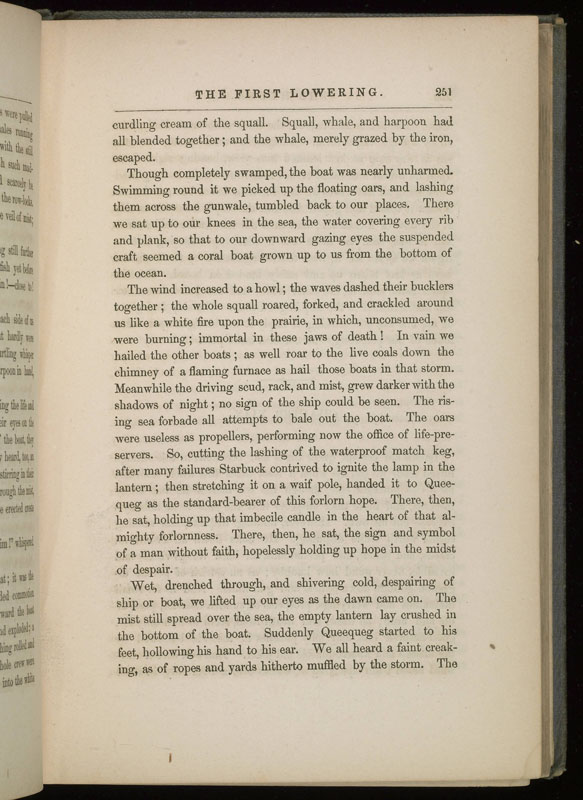 THE FIRST LOWERING. 251
curdling cream of the squall. Squall, whale, and harpoon had
all blended together; and the whale, merely grazed by the iron,
escaped.
Though completely swamped, the boat was nearly unharmed.
Swimming round it we picked up the floating oars, and lashing
them across the gunwale, tumbled back to our places. There
we sat up to our knees in the sea, the water covering every rib
and plank, so that to our downward gazing eyes the suspended
craft seemed a coral boat grown up to us from the bottom of
the ocean.
The wind increased to a howl; the waves dashed their bucklers
together; the whole squall roared, forked, and crackled around
us like a white fire upon the prairie, in which, unconsumed, we
were burning; immortal in these jaws of death! In vain we
hailed the other boats; as well roar to the live coals down the
chimney of a flaming furnace as hail those boats in that storm.
Meanwhile the driving scud, rack, and mist, grew darker with the
shadows of night; no sign of the ship could be seen. The ris-
ing sea forbade all attempts to bale out the boat. The oars
were useless as propellers, performing now the office of life-pre-
servers. So, cutting the lashing of the waterproof match keg,
after many failures Starbuck contrived to ignite the lamp in the
lantern; then stretching it on a waif pole, handed it to Quee-
queg as the standard-bearer of this forlorn hope. There, then,
he sat, holding up that imbecile candle in the heart of that al-
mighty forlornness. There, then, he sat, the sign and symbol
of a man without faith, hopelessly holding up hope in the midst
of despair.
Wet, drenched through, and shivering cold, despairing of
ship or boat, we lifted up our eyes as the dawn came on. The
mist still spread over the sea, the empty lantern lay crushed in
the bottom of the boat. Suddenly Queequeg started to his
feet, hollowing his hand to his ear. We all heard a faint creak-
ing, as of ropes and yards hitherto muffled by the storm. The